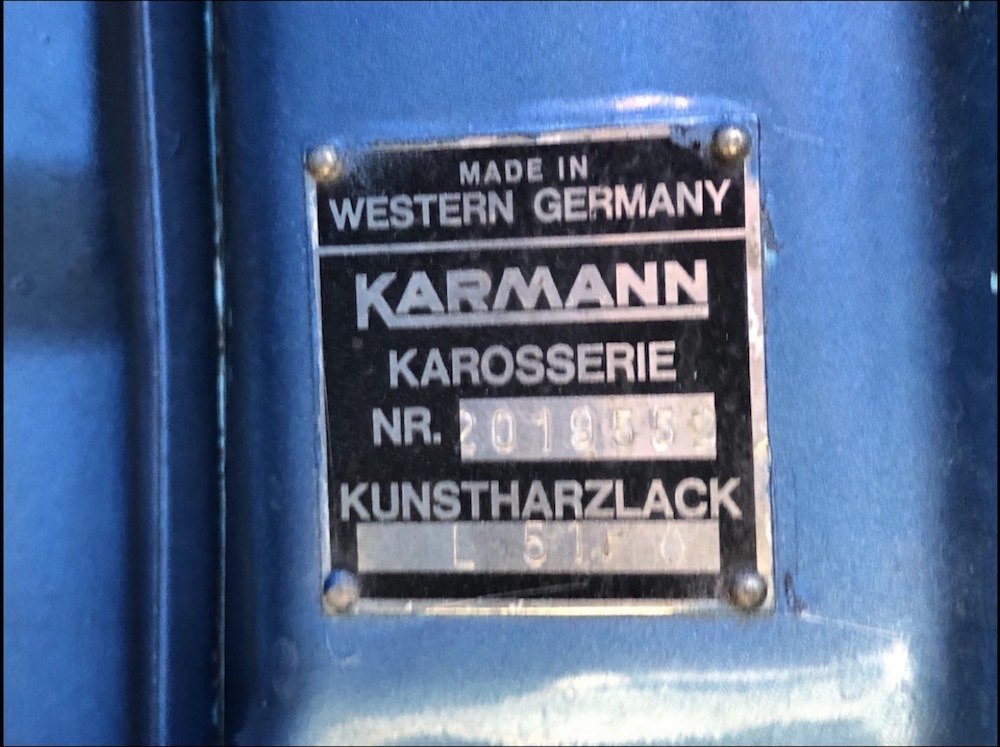 MADE IN
WESTERN GERMANY
KARMANN
KAROSSERIE
NR.
KUNSTHARZLACK
L